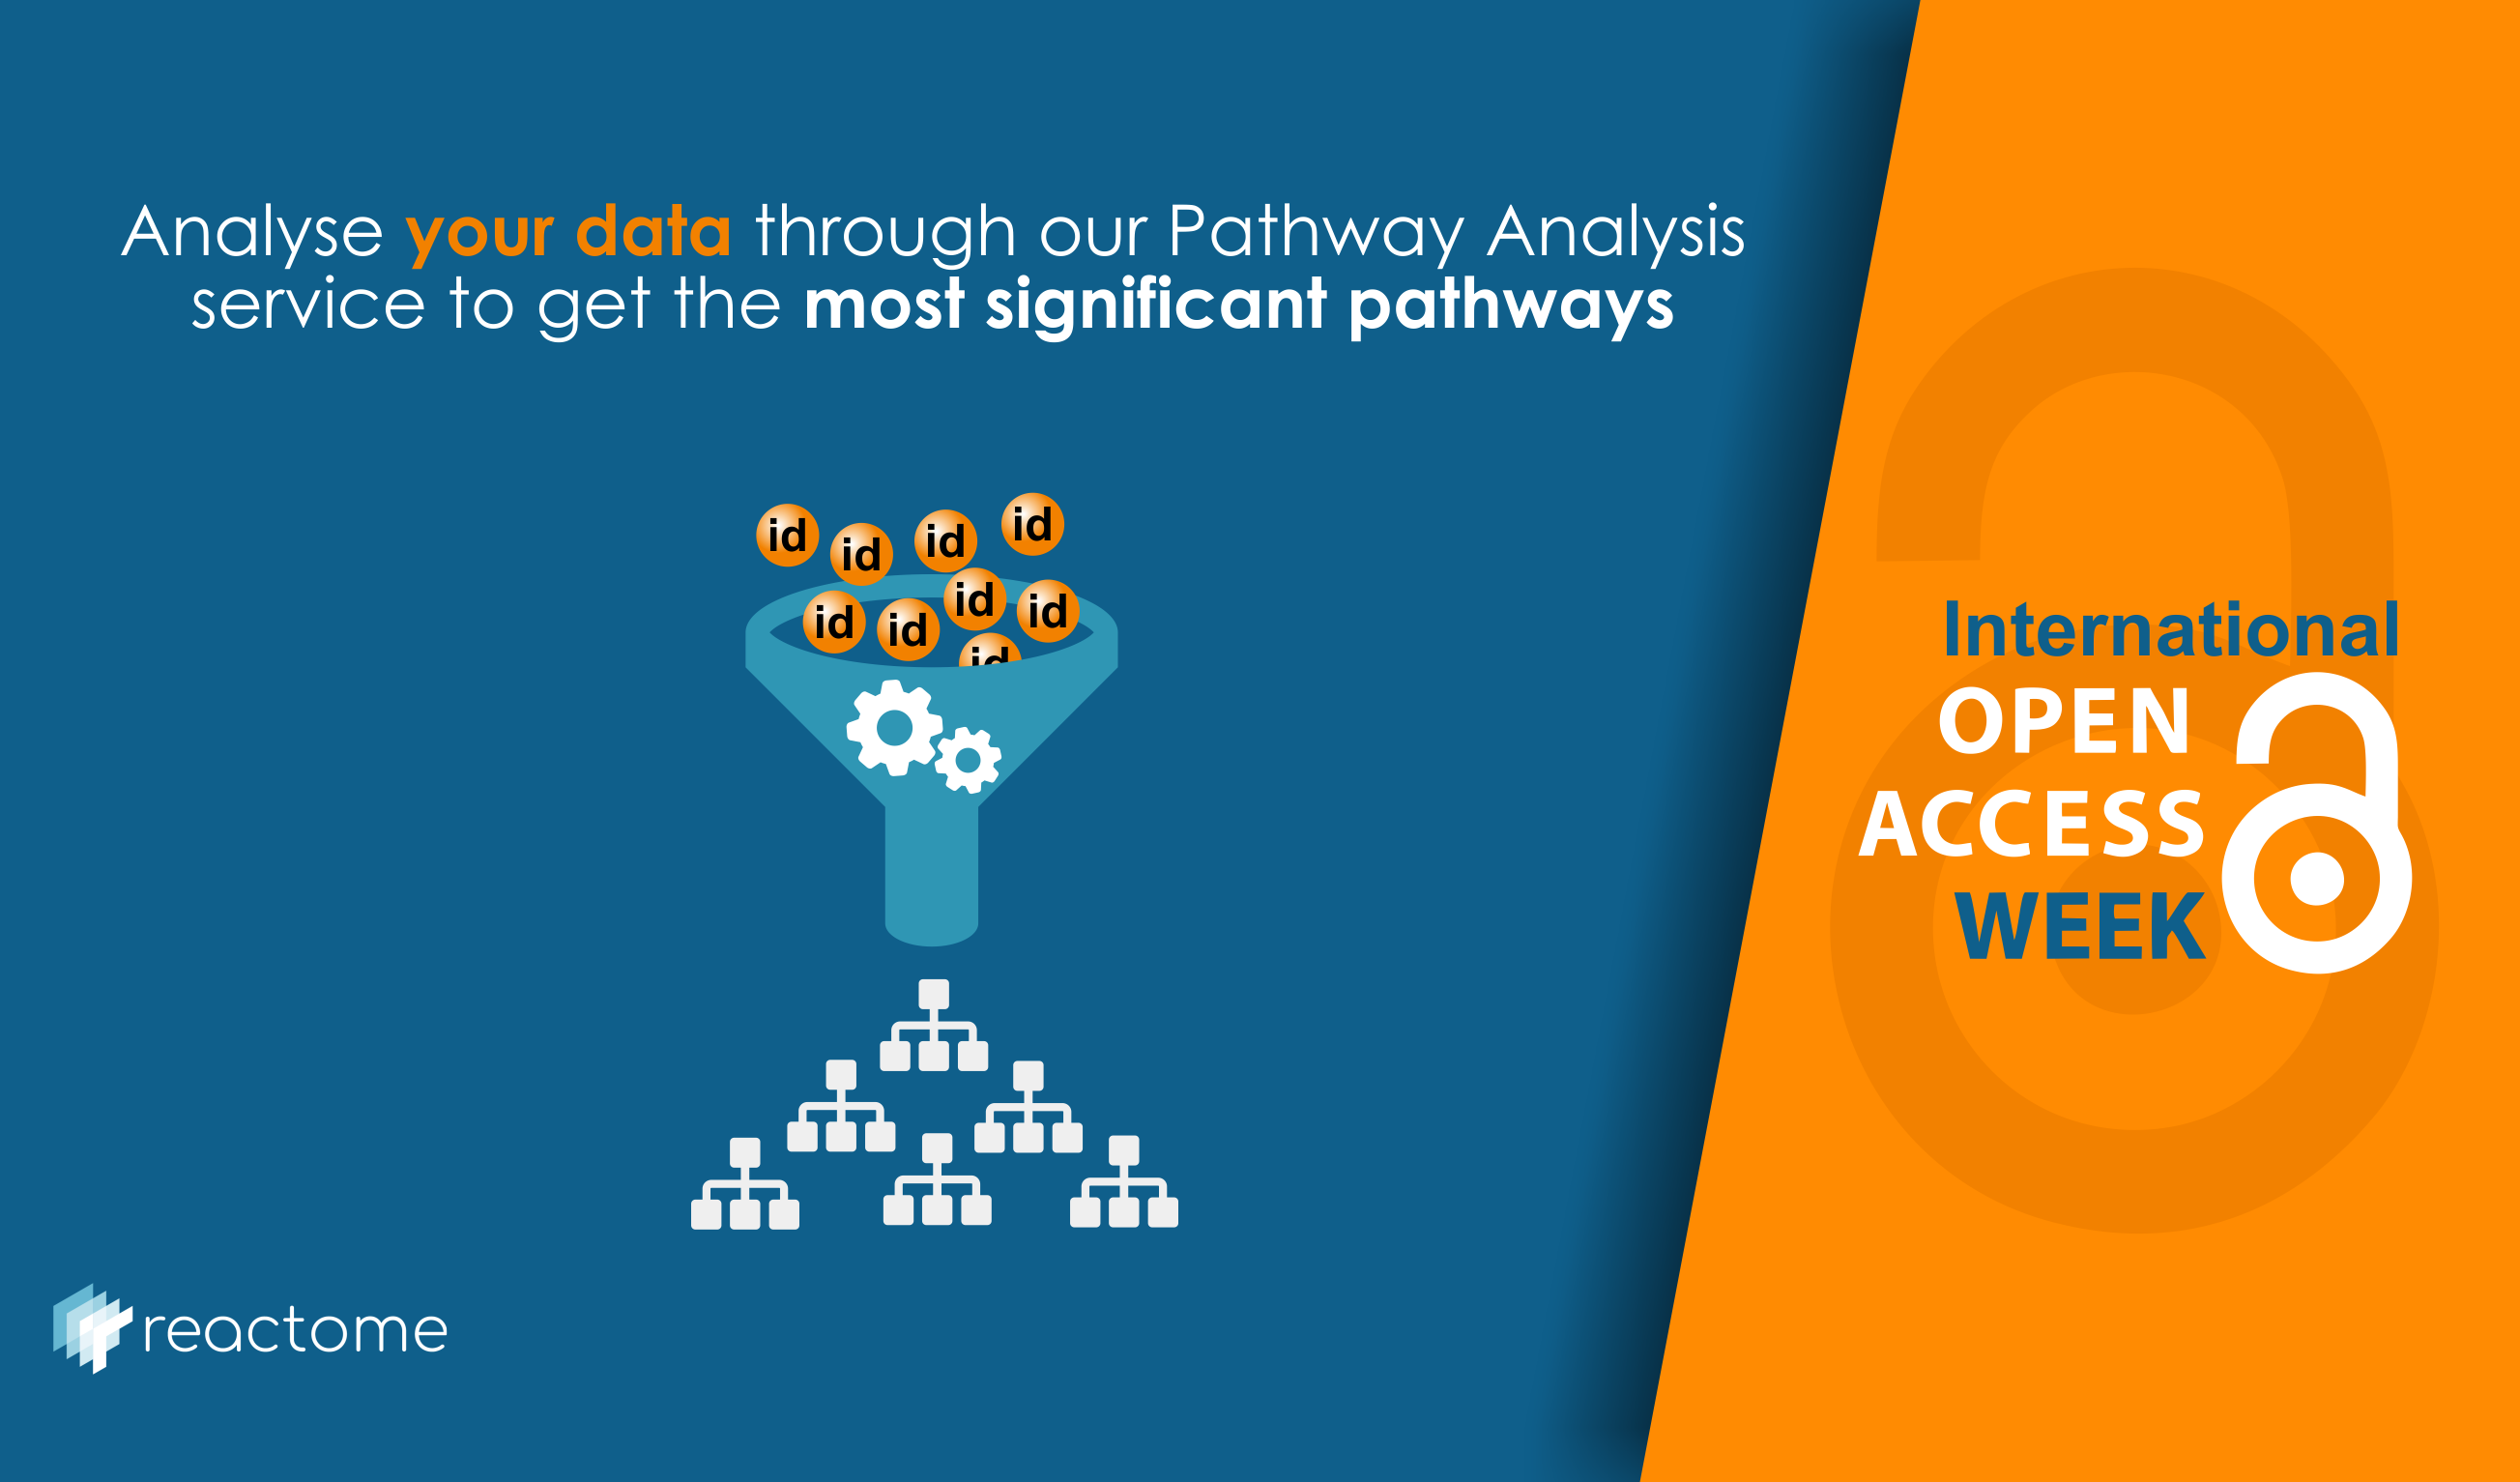 Analyse your data through our Pathway Analysis
service to get the most significant pathways
id
id
id
id
id
id
id
id
id
International
OPEN
ACCESS
WEEK
reactome